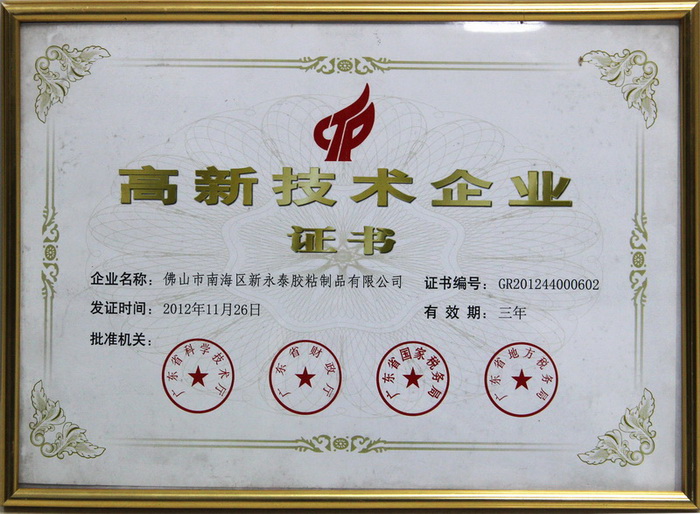 CTP
高新技术企业
证书
企业名称：佛山市南海区新永泰胶粘制品有限公司 证书编号：GR201244000602
发证时间：2012年11月26日 有效期：三年
批准机关：
广东省科学技术厅 广东省财政厅 广东省国家税务局 广东省地方税务局